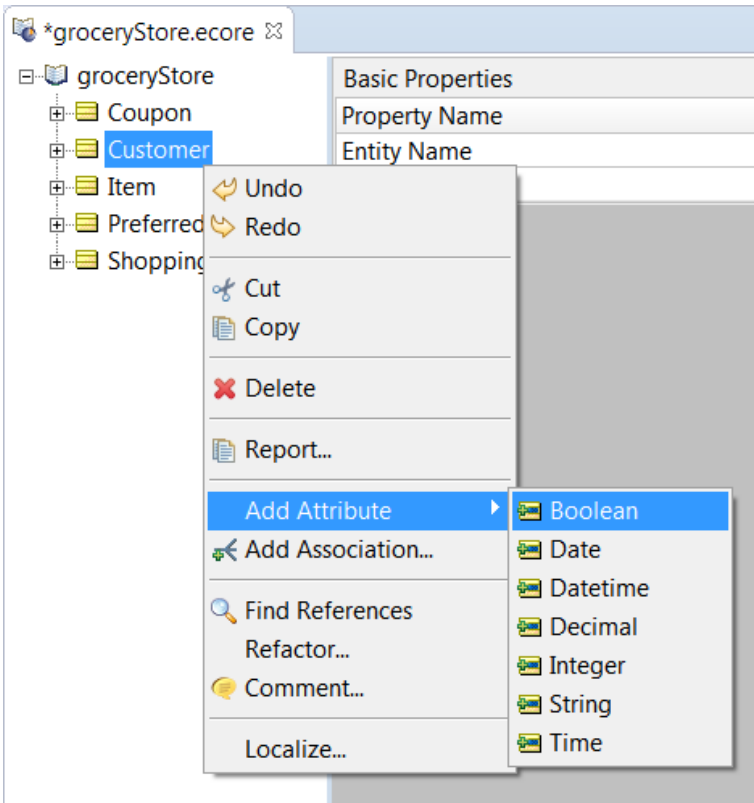 *groceryStore.ecore
groceryStore
Coupon
Customer
Item
Preferred
Shopping
Basic Properties
Property Name
Entity Name
Undo
Redo
Cut
Copy
Delete
Report...
Add Attribute
Add Association...
Find References
Refactor...
Comment...
Localize...
Boolean
Date
Datetime
Decimal
Integer
String
Time